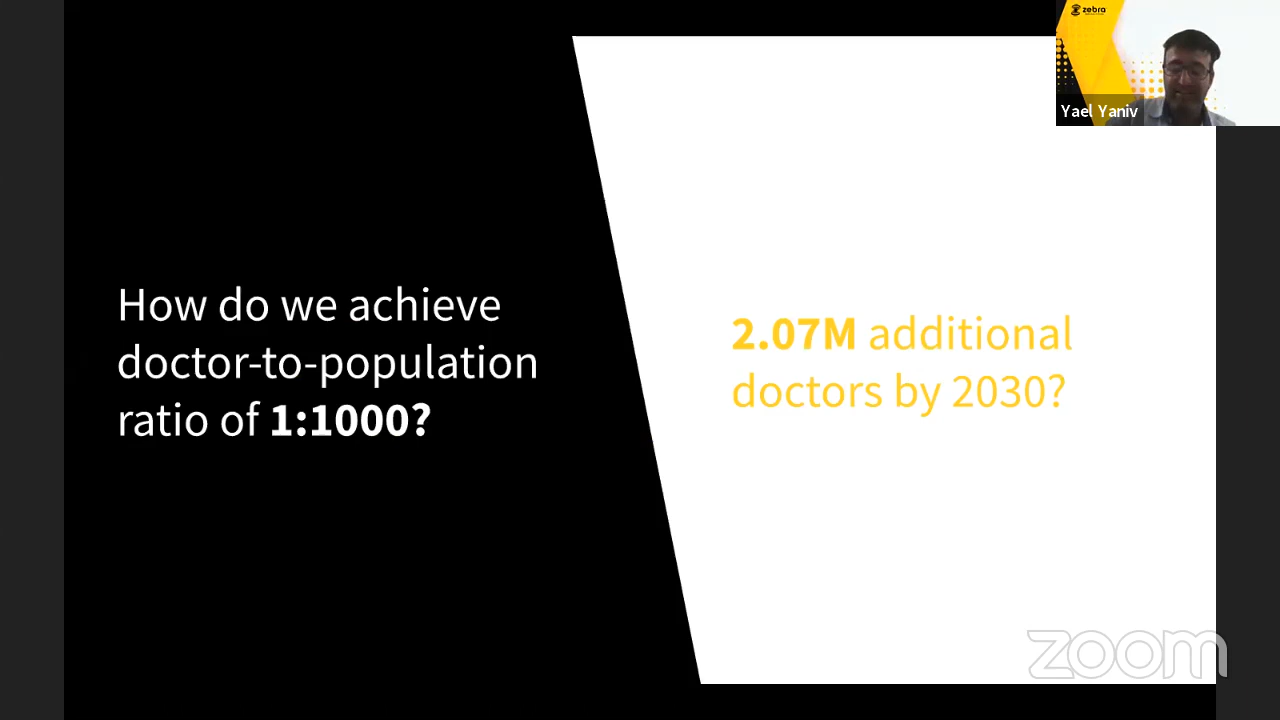 zebra
Yael Yaniv
How do we achieve
doctor-to-population
ratio of 1:1000?
2.07M additional
doctors by 2030?
zoom